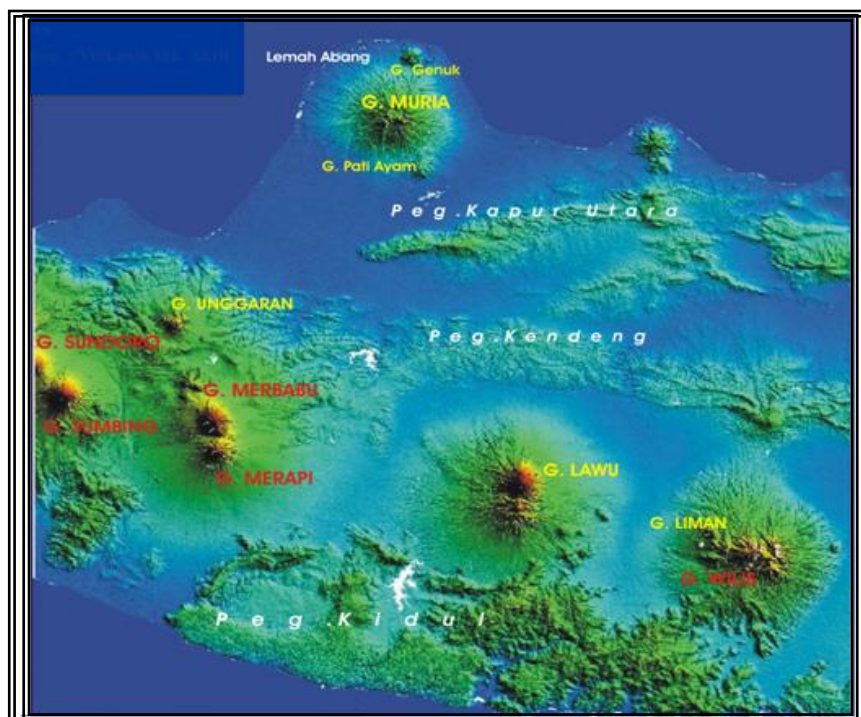 Lemah Abang
G. Genuk
G. MURIA
G. Pati Ayam
Peg.Kapur Utara
G. UNGGARAN
Peg.Kendeng
G. SUNDORO
G. MERBABU
G. SUMBING
G. LAWU
G. MERAPI
G. LIMAN
G. WILIS
Peg.Kidul